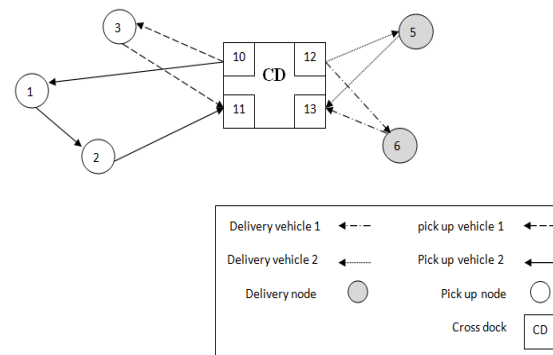 3
5
10
12
CD
1
11
13
2
6
Delivery vehicle 1
pick up vehicle 1
Delivery vehicle 2
Pick up vehicle 2
Delivery node
Pick up node
Cross dock
CD